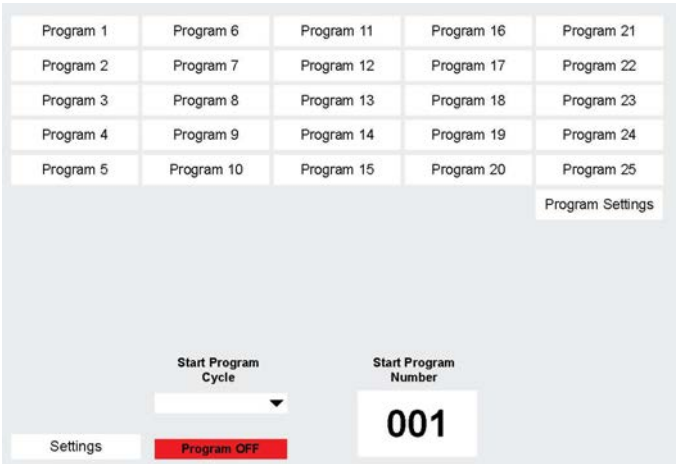 Program 1 Program 6 Program 11 Program 16 Program 21
Program 2 Program 7 Program 12 Program 17 Program 22
Program 3 Program 8 Program 13 Program 18 Program 23
Program 4 Program 9 Program 14 Program 19 Program 24
Program 5 Program 10 Program 15 Program 20 Program 25
Program Settings
Start Program
Cycle
Start Program
Number
001
Settings
Program OFF